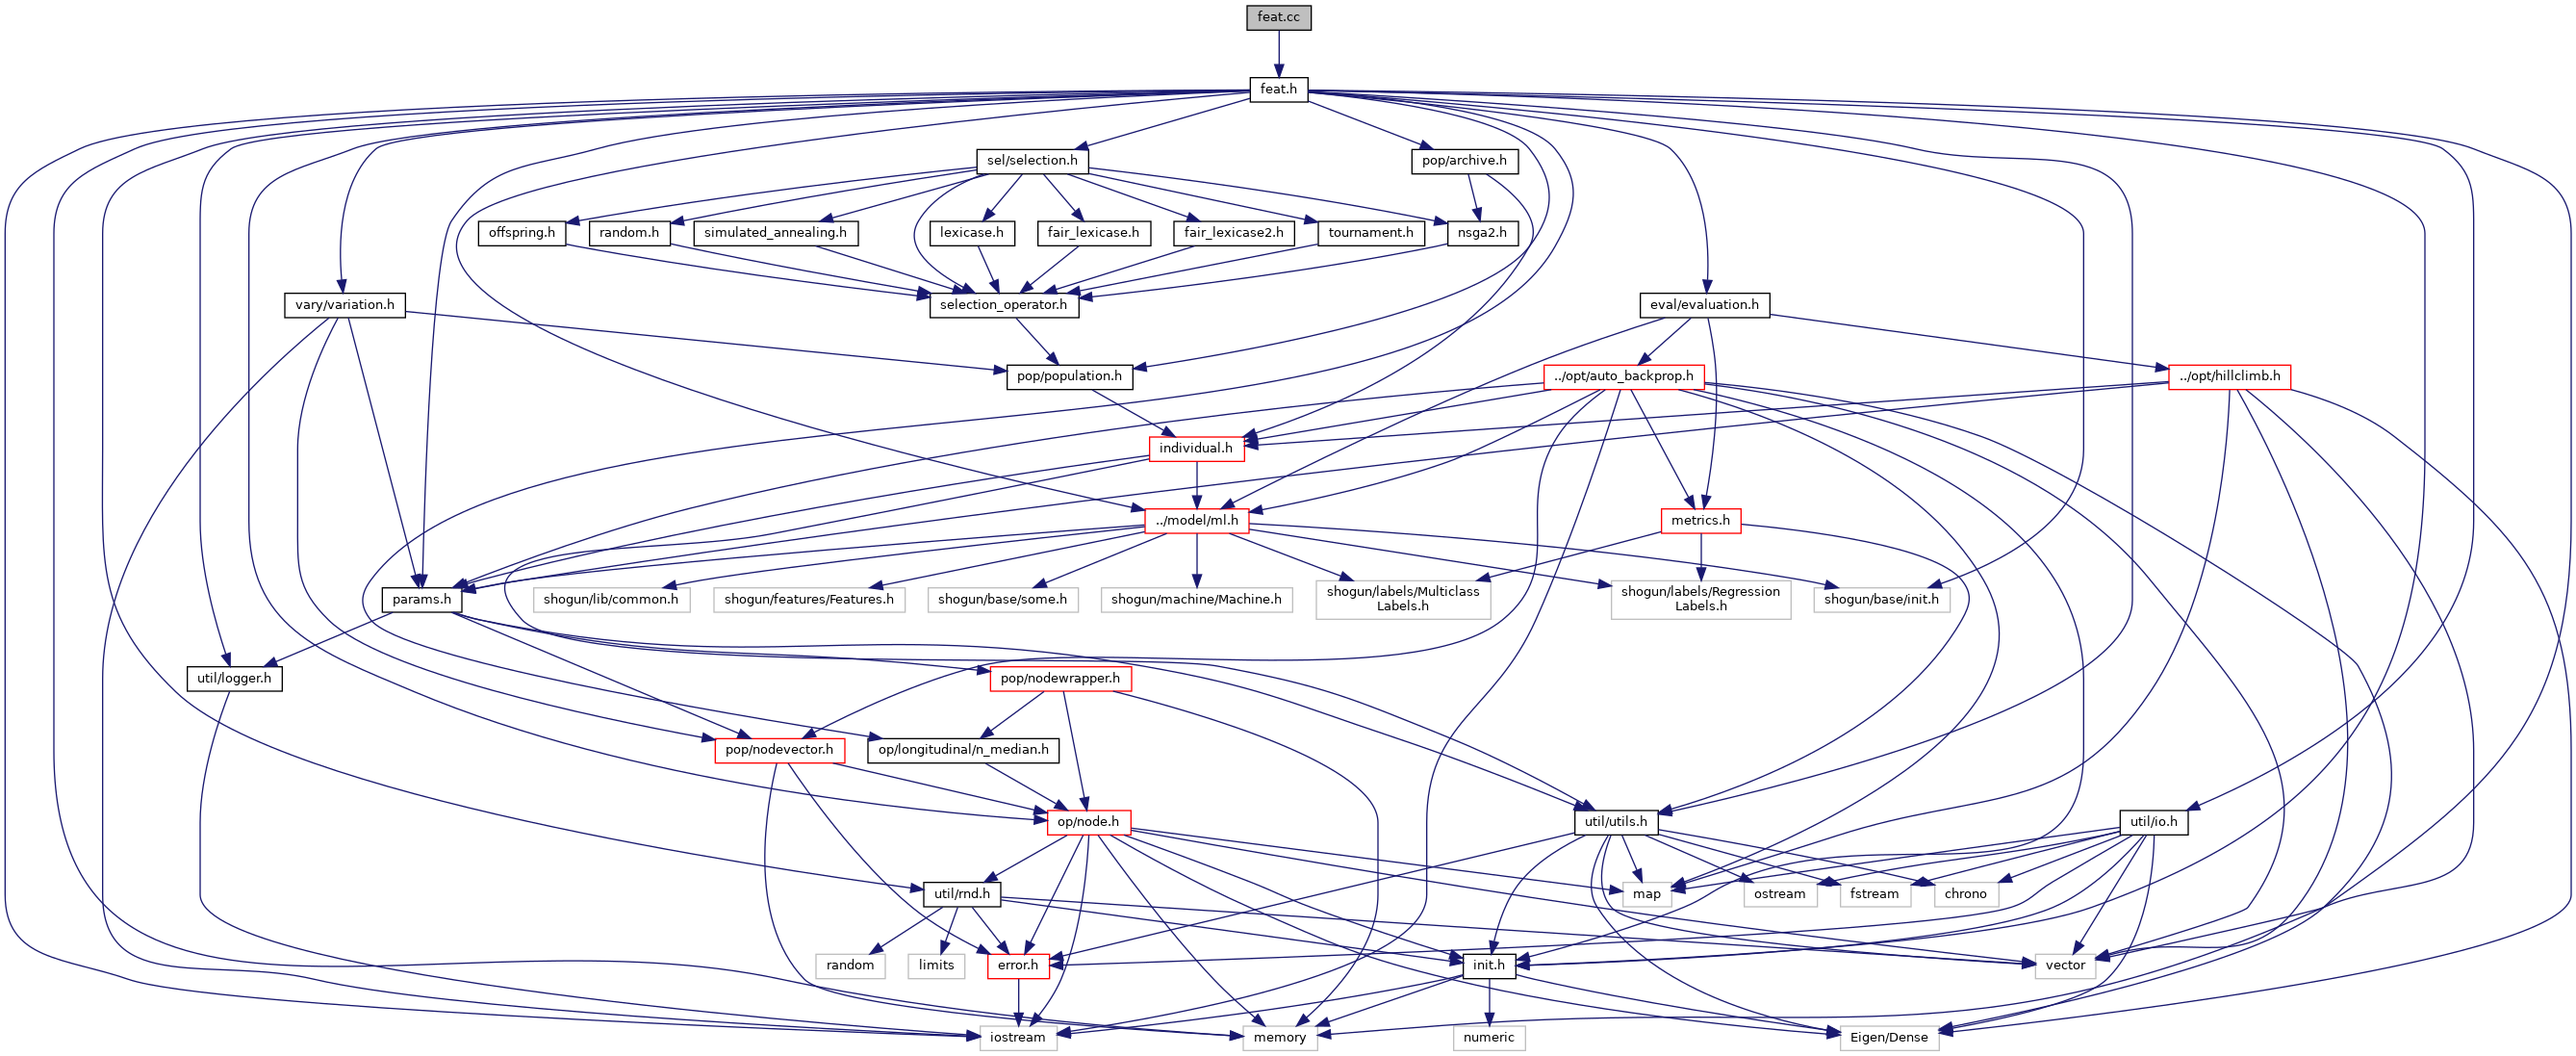 feat.cc
feat.h
sel/selection.h
pop/archive.h
offspring.h
random.h
simulated_annealing.h
lexicase.h
fair_lexicase.h
fair_lexicase2.h
tournament.h
nsga2.h
vary/variation.h
selection_operator.h
eval/evaluation.h
pop/population.h
../opt/auto_backprop.h
../opt/hillclimb.h
individual.h
../model/ml.h
metrics.h
params.h
shogun/lib/common.h
shogun/features/Features.h
shogun/base/some.h
shogun/machine/Machine.h
shogun/labels/Multiclass
Labels.h
shogun/labels/Regression
Labels.h
shogun/base/init.h
util/logger.h
pop/nodewrapper.h
pop/nodevector.h
op/longitudinal/n_median.h
op/node.h
util/utils.h
util/io.h
util/rnd.h
map
ostream
fstream
chrono
random
limits
error.h
init.h
vector
iostream
memory
numeric
Eigen/Dense